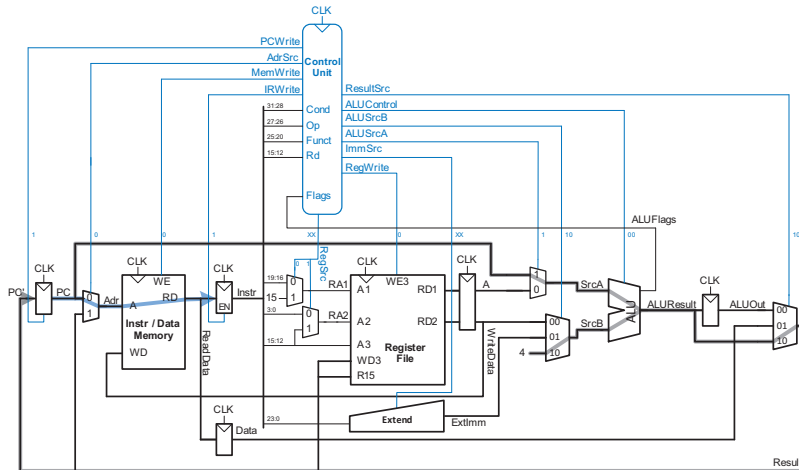 CLK
PCWrite
AdrSrc
MemWrite
IRWrite
Control
Unit
ResultSrc
ALUControl
ALUSrcB
ALUSrcA
ImmSrc
RegWrite
31:28 Cond
27:26 Op
25:20 Funct
15:12 Rd
Flags
ALUFlags
1 0 0 1 XX 0 XX 1 10 00 10
RegSrc
0 1
CLK CLK CLK CLK CLK CLK
PC' PC 0 1 Adr
WE
A RD
Instr / Data
Memory
WD
EN
Instr
19:16 0 RA1
15 1
3:0 0 RA2
1
15:12
A1 WE3 RD1
A2 RD2
A3
WD3
R15
Register
File
A
1
0
SrcA
00
01
10
4
SrcB
ALU
ALUResult
ALUOut
00
01
10
WriteData
ReadData
CLK
Data
23:0
Extend
ExtImm
Resul